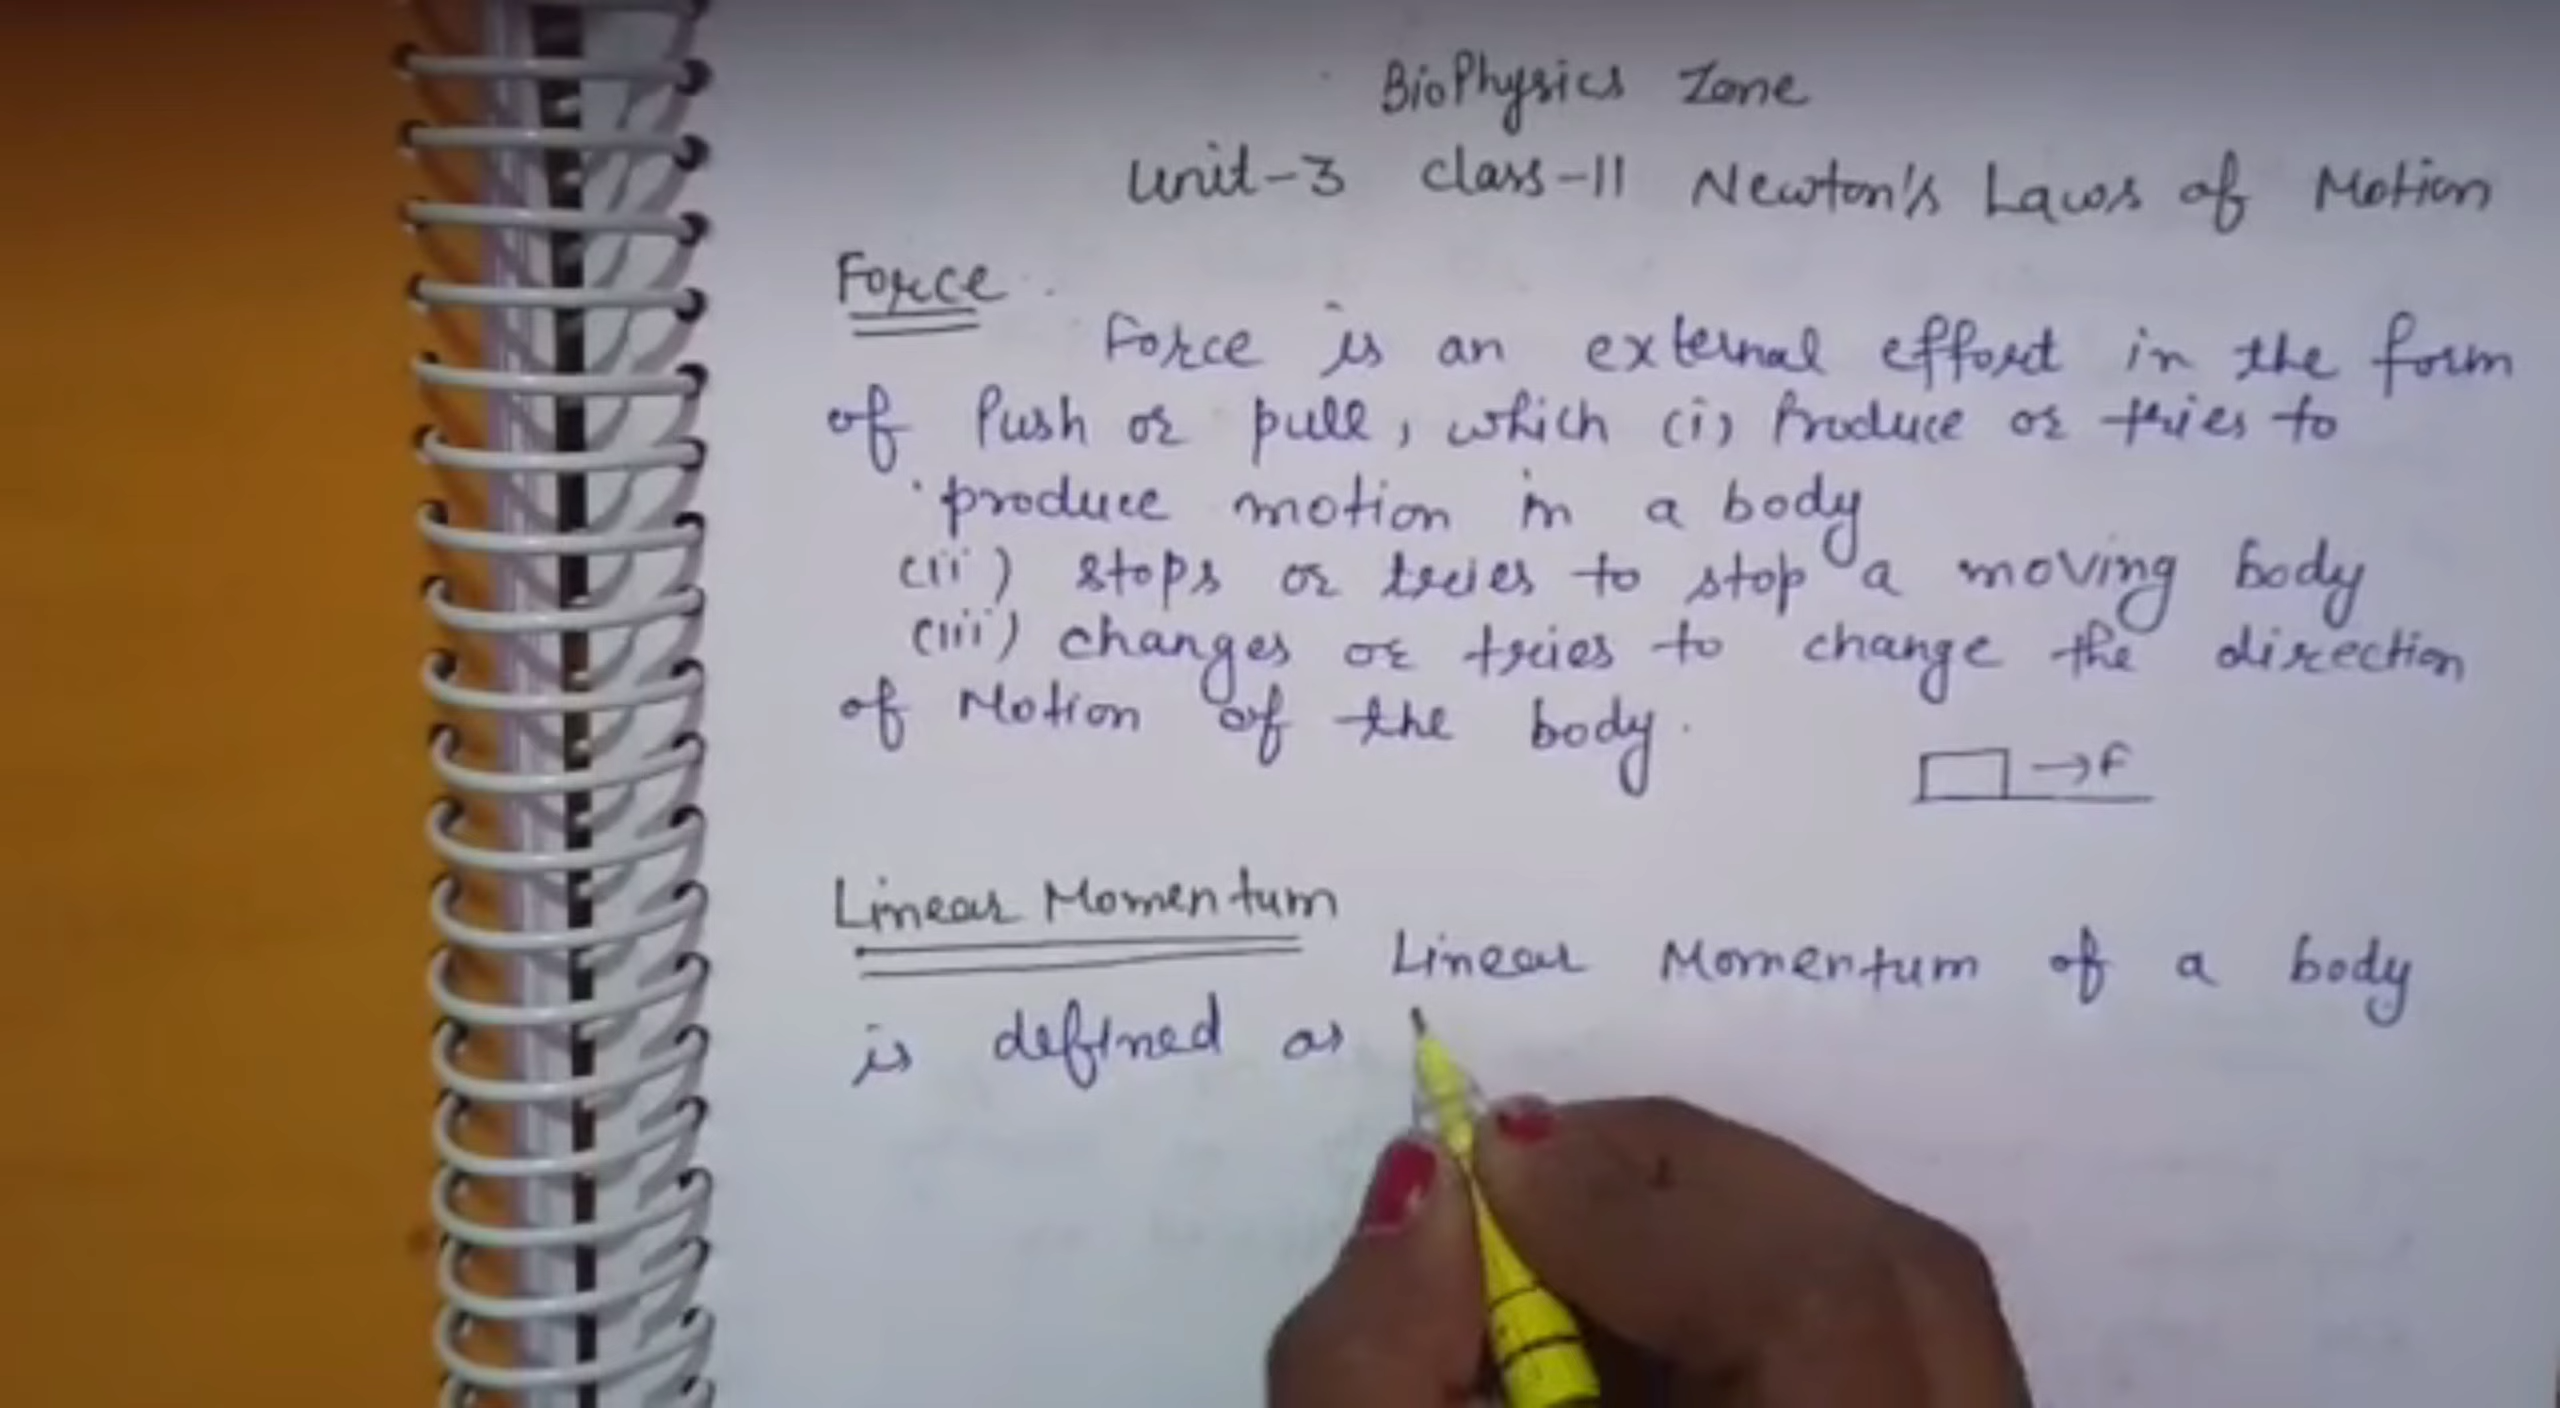 BioPhysics Zone
Unit-3 class-11 Newton's Laws of Motion
Force
Force is an external effort in the form
of Push or pull, which (i) Produce or tries to
produce motion in a body
(ii) stops or tries to stop a moving body
(iii) changes or tries to change the direction
of Motion of the body.
→F
Linear Momentum
Linear Momentum of a body
is defined as